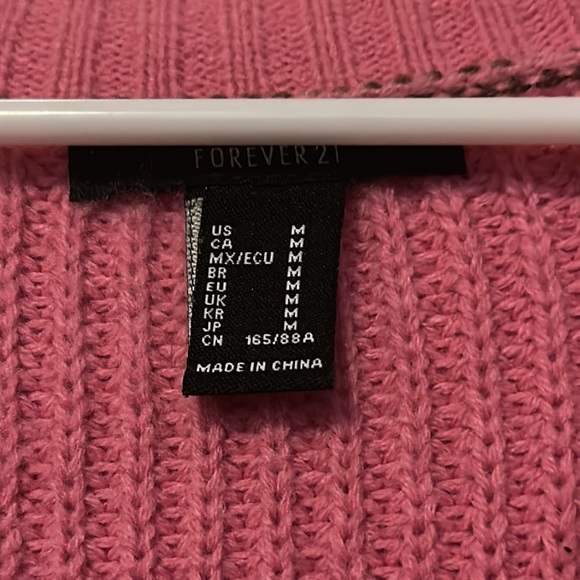 FOREVER 21
US M
CA M
MX/ECU M
BR M
EU M
UK M
KR M
JP M
CN 165/88A
MADE IN CHINA